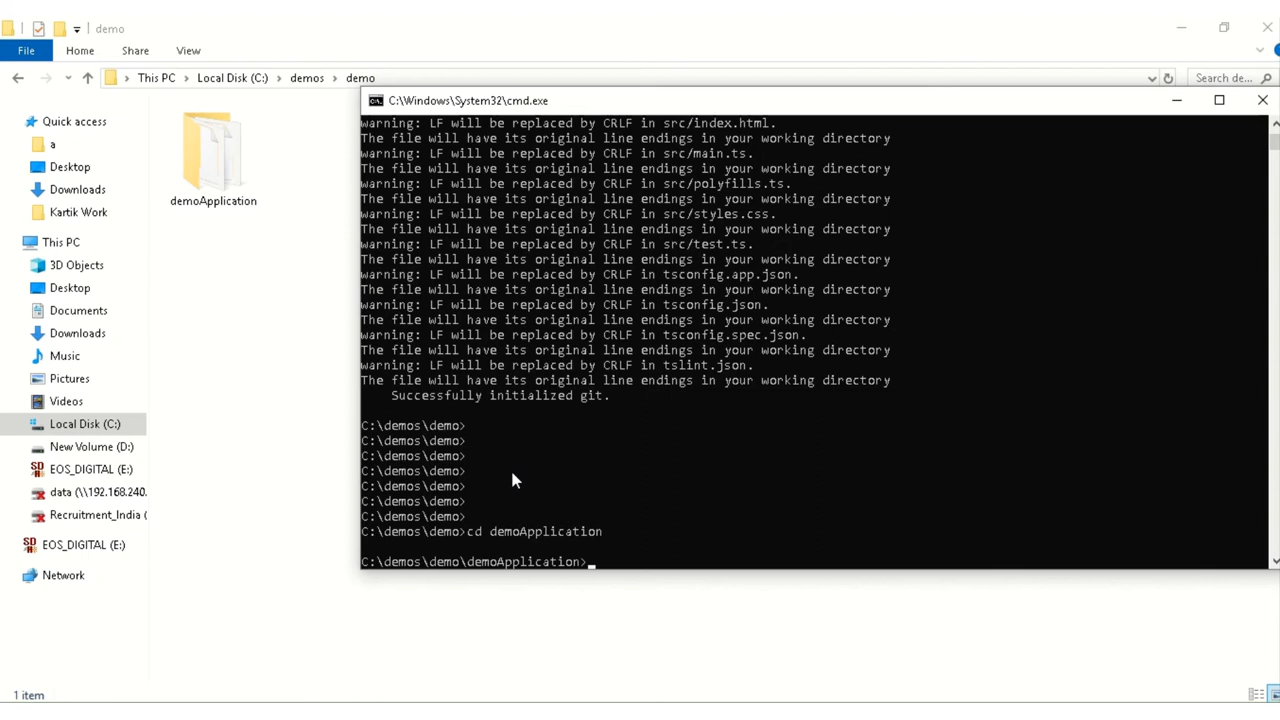 demo
File Home Share View
This PC Local Disk (C:) demos demo Search de...
Quick access
a
Desktop
Downloads
Kartik Work
This PC
3D Objects
Desktop
Documents
Downloads
Music
Pictures
Videos
Local Disk (C:)
New Volume (D:)
EOS_DIGITAL (E:)
data (\\192.168.240.
Recruitment_India (
EOS_DIGITAL (E:)
Network
1 item
demoApplication
C:\Windows\System32\cmd.exe
warning: LF will be replaced by CRLF in src/index.html.
The file will have its original line endings in your working directory
warning: LF will be replaced by CRLF in src/main.ts.
The file will have its original line endings in your working directory
warning: LF will be replaced by CRLF in src/polyfills.ts.
The file will have its original line endings in your working directory
warning: LF will be replaced by CRLF in src/styles.css.
The file will have its original line endings in your working directory
warning: LF will be replaced by CRLF in src/test.ts.
The file will have its original line endings in your working directory
warning: LF will be replaced by CRLF in tsconfig.app.json.
The file will have its original line endings in your working directory
warning: LF will be replaced by CRLF in tsconfig.json.
The file will have its original line endings in your working directory
warning: LF will be replaced by CRLF in tsconfig.spec.json.
The file will have its original line endings in your working directory
warning: LF will be replaced by CRLF in tslint.json.
The file will have its original line endings in your working directory
Successfully initialized git.
C:\demos\demo>
C:\demos\demo>
C:\demos\demo>
C:\demos\demo>
C:\demos\demo>
C:\demos\demo>
C:\demos\demo>
C:\demos\demo>cd demoApplication
C:\demos\demo\demoApplication>